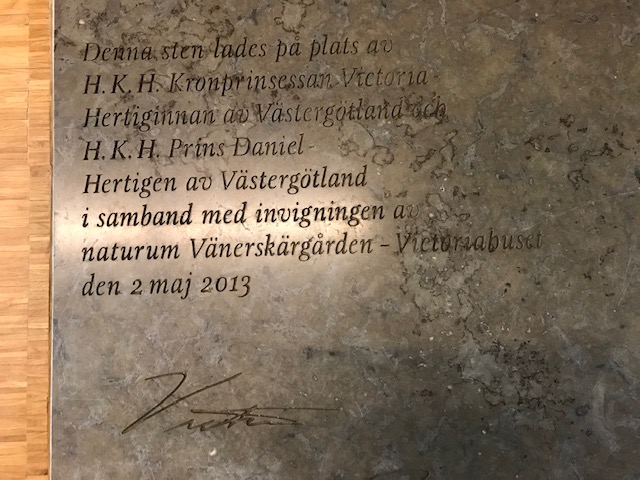 Denna sten lades på plats av
H.K.H. Kronprinsessan Victoria -
Hertiginnan av Västergötland och
H.K.H. Prins Daniel -
Hertigen av Västergötland
i samband med invigningen av
naturum Vänerskärgården - Victoriahuset
den 2 maj 2013
Victoria